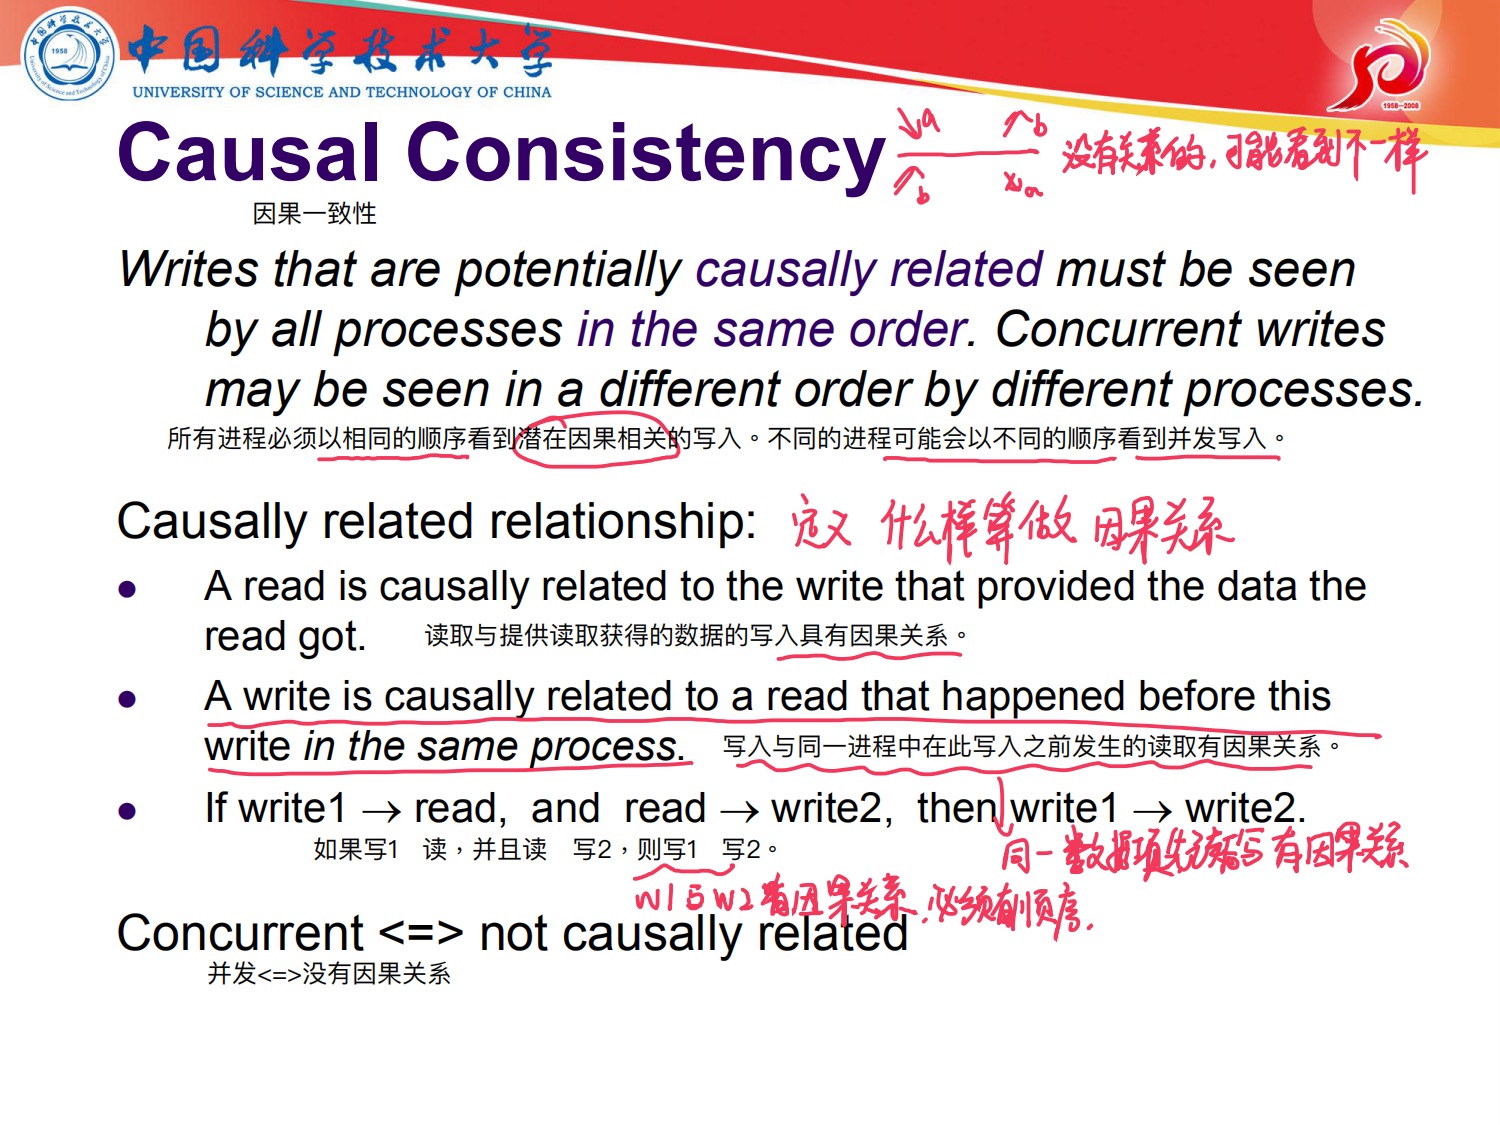 中国科学技术大学
UNIVERSITY OF SCIENCE AND TECHNOLOGY OF CHINA
1958
1958—2008
Causal Consistency
a b
b a
没有关系的，可能看到不一样
因果一致性
Writes that are potentially causally related must be seen
by all processes in the same order. Concurrent writes
may be seen in a different order by different processes.
所有进程必须以相同的顺序看到潜在因果相关的写入。不同的进程可能会以不同的顺序看到并发写入。
Causally related relationship:
定义 什么样算做 因果关系
● A read is causally related to the write that provided the data the
read got.
读取与提供读取获得的数据的写入具有因果关系。
● A write is causally related to a read that happened before this
write in the same process.
写入与同一进程中在此写入之前发生的读取有因果关系。
● If write1 → read, and read → write2, then write1 → write2.
如果写1 读，并且读 写2，则写1 写2。
同一数据项先读后写有因果关系
W1与W2有因果关系，必须有顺序.
Concurrent <=> not causally related
并发<=>没有因果关系